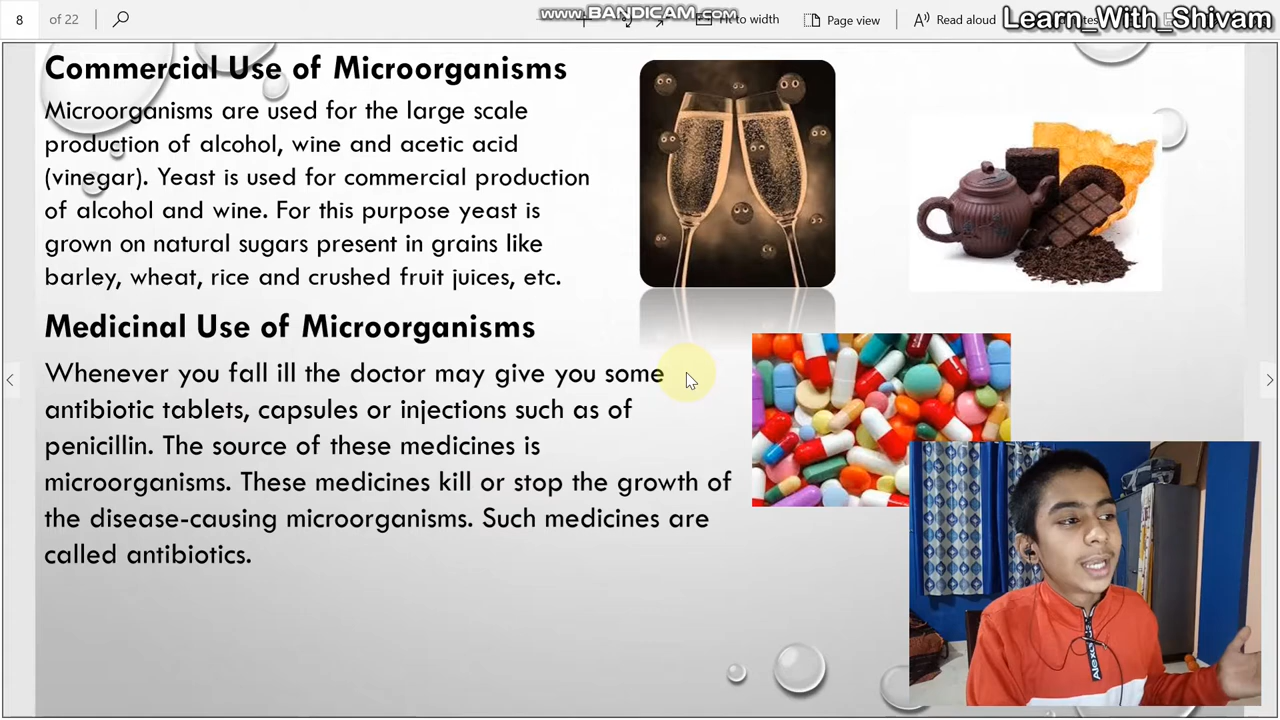 8 of 22
www.BANDICAM.com
Fit to width
Page view
Read aloud
Learn_With_Shivam
Commercial Use of Microorganisms
Microorganisms are used for the large scale
production of alcohol, wine and acetic acid
(vinegar). Yeast is used for commercial production
of alcohol and wine. For this purpose yeast is
grown on natural sugars present in grains like
barley, wheat, rice and crushed fruit juices, etc.
Medicinal Use of Microorganisms
Whenever you fall ill the doctor may give you some
antibiotic tablets, capsules or injections such as of
penicillin. The source of these medicines is
microorganisms. These medicines kill or stop the growth of
the disease-causing microorganisms. Such medicines are
called antibiotics.